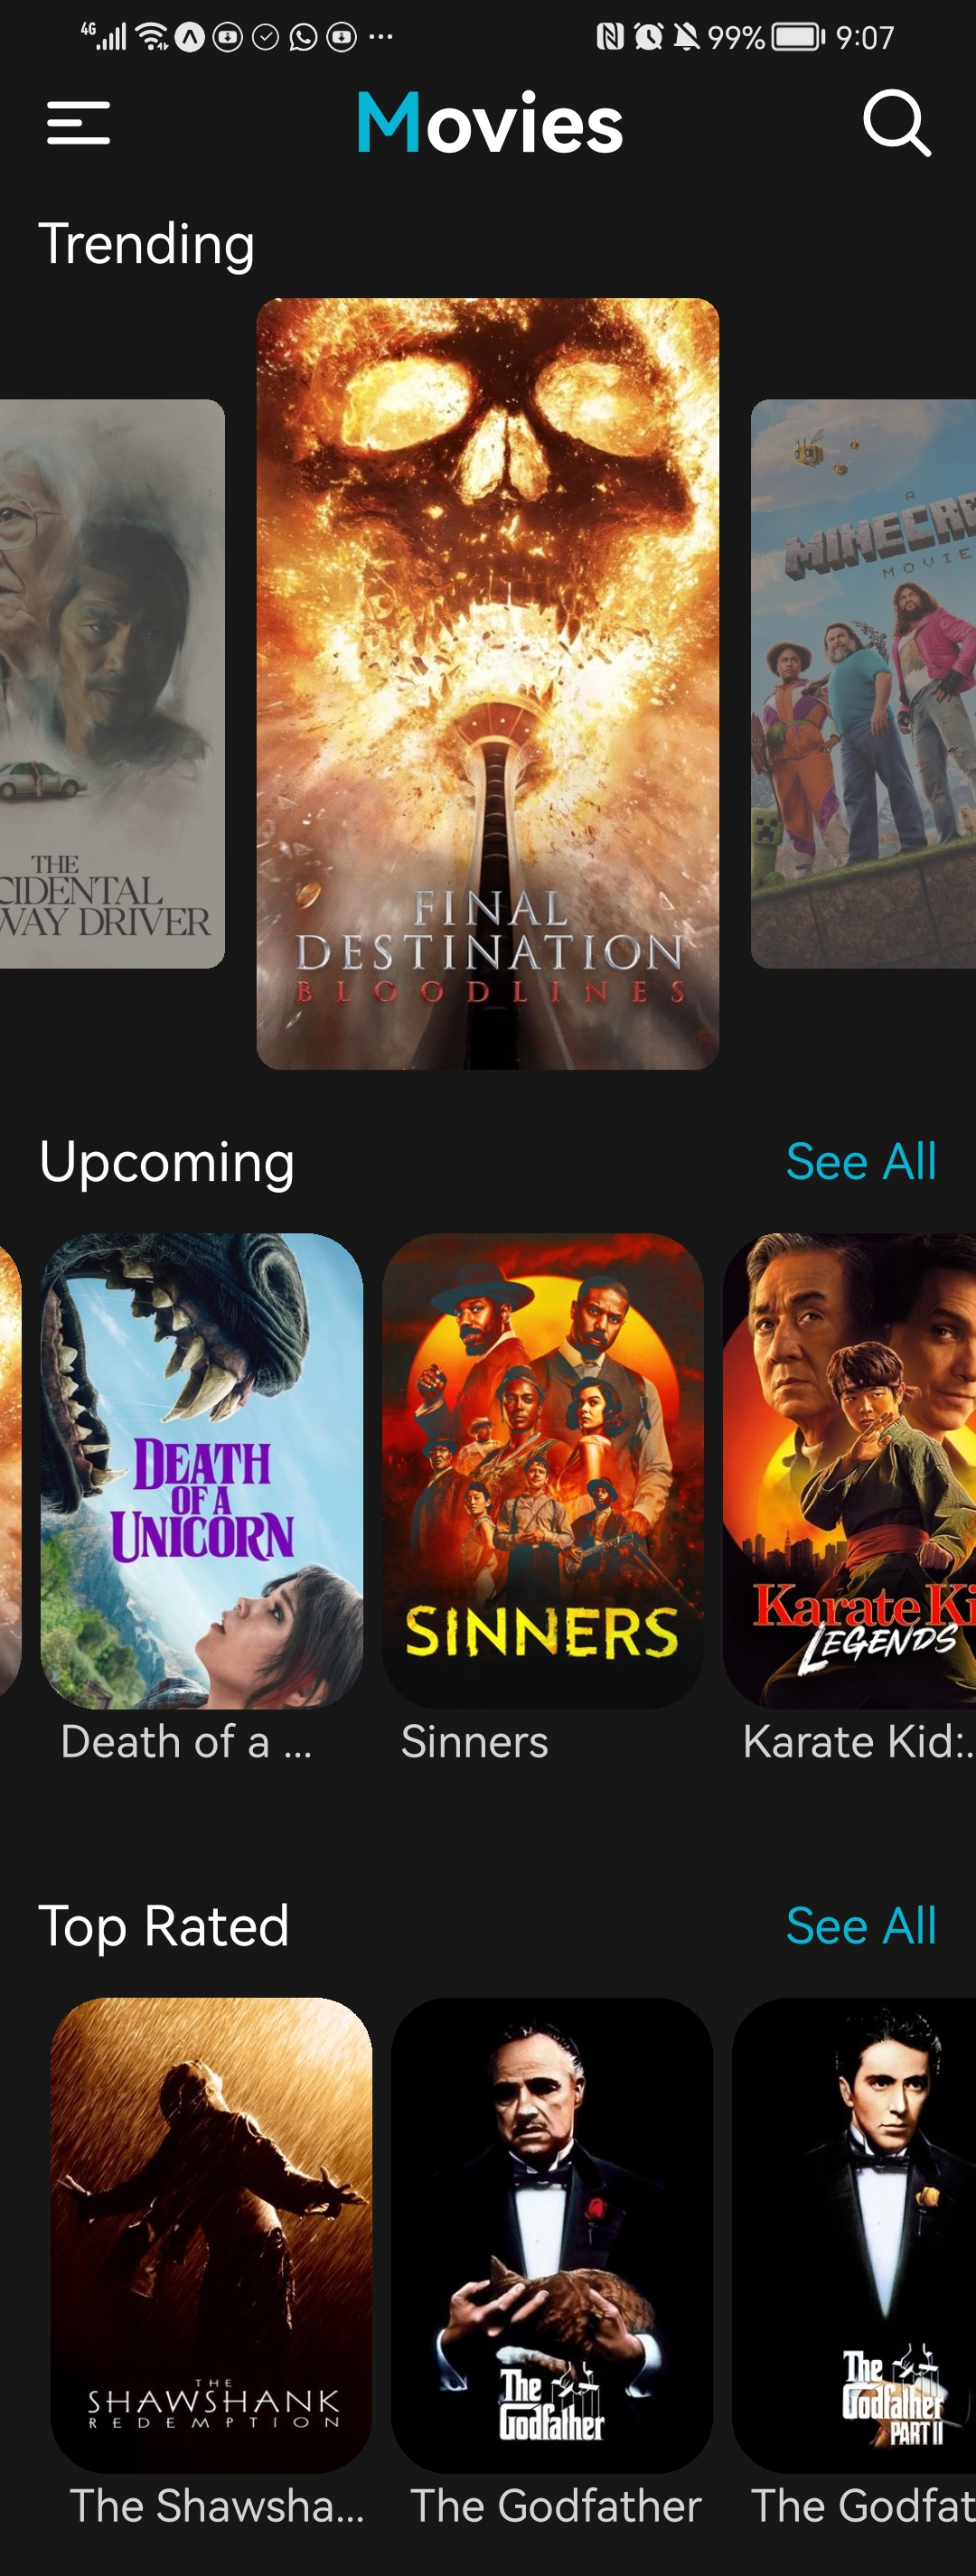 4G 99% 9:07
Movies
Trending
THE
CIDENTAL
WAY DRIVER
FINAL
DESTINATION
BLOODLINES
A
MINECRA
MOVIE
Upcoming See All
DEATH
OF A
UNICORN
SINNERS
Karate Ki
LEGENDS
Death of a ...
Sinners
Karate Kid:.
Top Rated See All
THE
SHAWSHANK
REDEMPTION
The
Godfather
The
Godfather
PART II
The Shawsha...
The Godfather
The Godfat